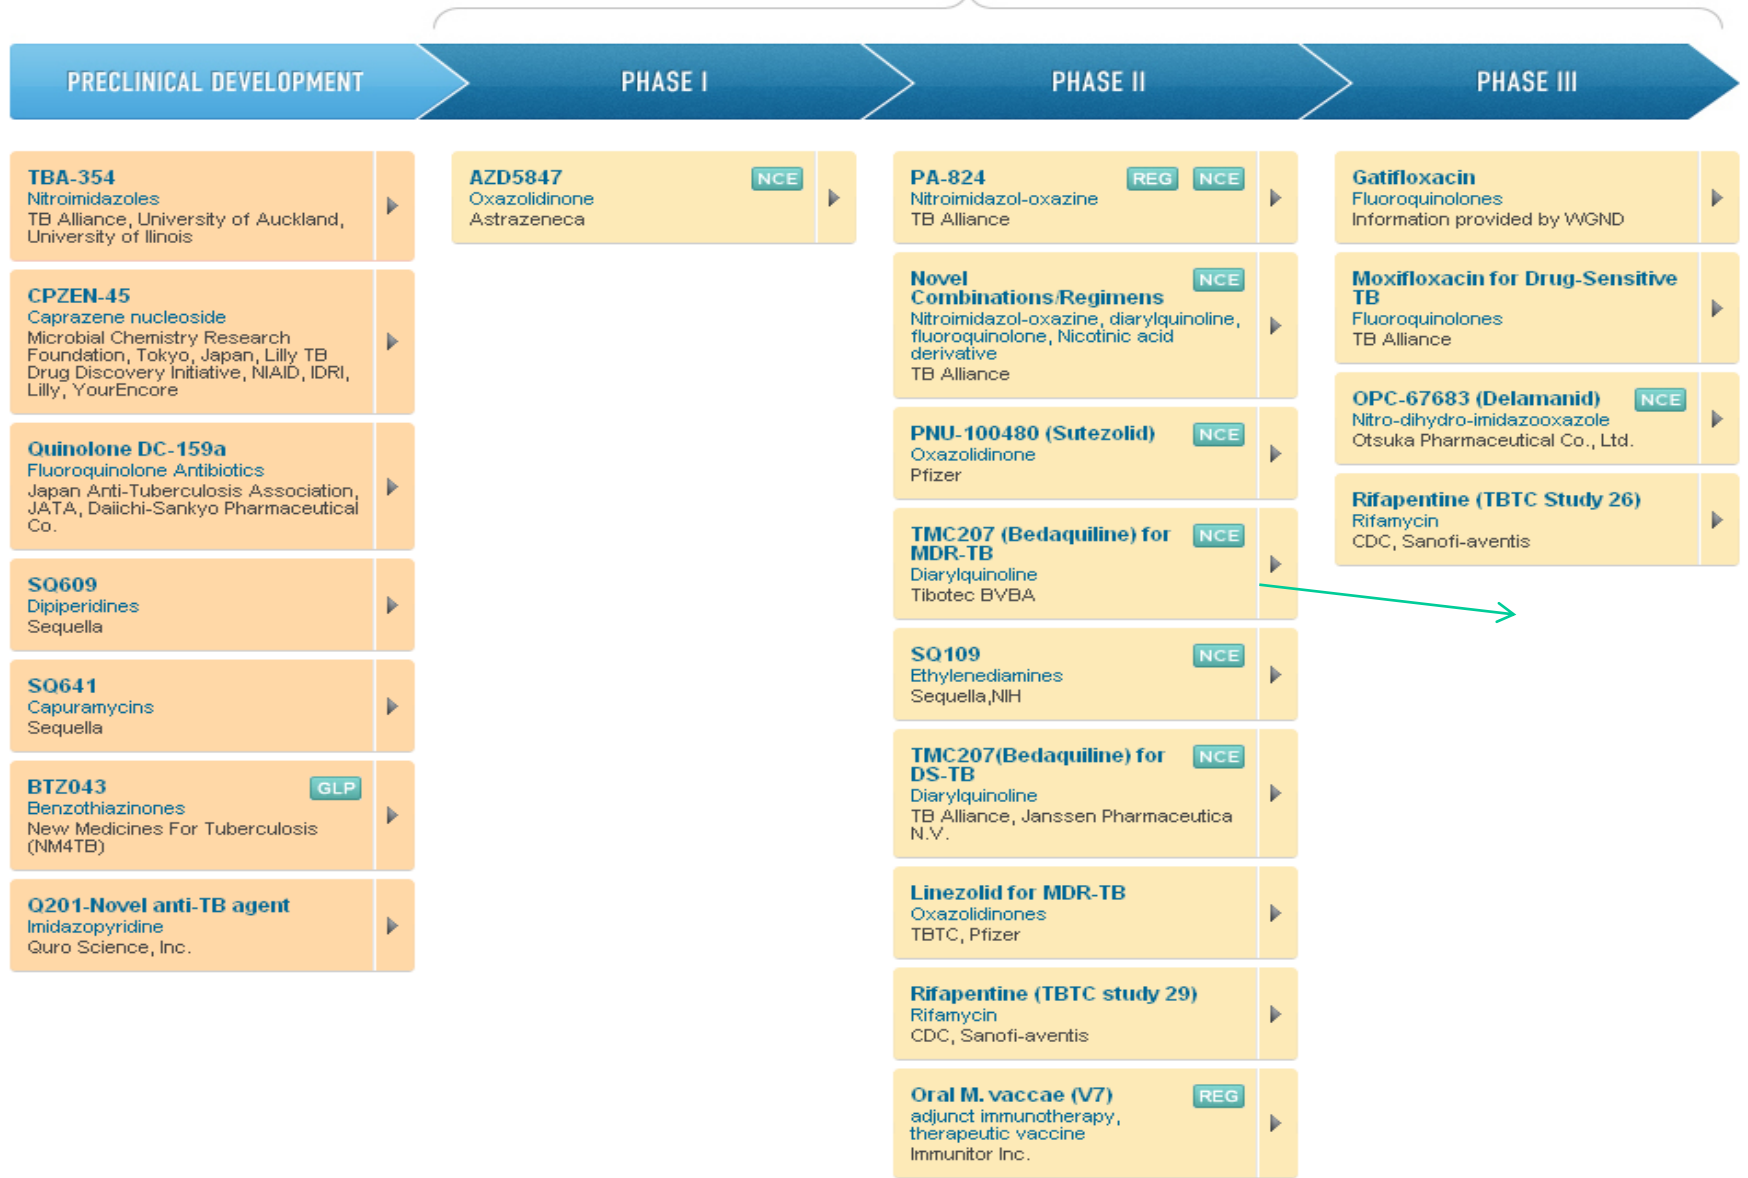 PRECLINICAL DEVELOPMENT
PHASE I
PHASE II
PHASE III
TBA-354
Nitroimidazoles
TB Alliance, University of Auckland,
University of Ilinois
CPZEN-45
Caprazene nucleoside
Microbial Chemistry Research
Foundation, Tokyo, Japan, Lilly TB
Drug Discovery Initiative, NIAID, IDRI,
Lilly, YourEncore
Quinolone DC-159a
Fluoroquinolone Antibiotics
Japan Anti-Tuberculosis Association,
JATA, Daiichi-Sankyo Pharmaceutical
Co.
SQ609
Dipiperidines
Sequella
SQ641
Capuramycins
Sequella
BTZ043 GLP
Benzothiazinones
New Medicines For Tuberculosis
(NM4TB)
Q201-Novel anti-TB agent
Imidazopyridine
Quro Science, Inc.
AZD5847 NCE
Oxazolidinone
Astrazeneca
PA-824 REG NCE
Nitroimidazol-oxazine
TB Alliance
Novel NCE
Combinations/Regimens
Nitroimidazol-oxazine, diarylquinoline,
fluoroquinolone, Nicotinic acid
derivative
TB Alliance
PNU-100480 (Sutezolid) NCE
Oxazolidinone
Pfizer
TMC207 (Bedaquiline) for NCE
MDR-TB
Diarylquinoline
Tibotec BVBA
SQ109 NCE
Ethylenediamines
Sequella,NIH
TMC207(Bedaquiline) for NCE
DS-TB
Diarylquinoline
TB Alliance, Janssen Pharmaceutica
N.V.
Linezolid for MDR-TB
Oxazolidinones
TBTC, Pfizer
Rifapentine (TBTC study 29)
Rifamycin
CDC, Sanofi-aventis
Oral M. vaccae (V7) REG
adjunct immunotherapy,
therapeutic vaccine
Immunitor Inc.
Gatifloxacin
Fluoroquinolones
Information provided by WGND
Moxifloxacin for Drug-Sensitive
TB
Fluoroquinolones
TB Alliance
OPC-67683 (Delamanid) NCE
Nitro-dihydro-imidazooxazole
Otsuka Pharmaceutical Co., Ltd.
Rifapentine (TBTC Study 26)
Rifamycin
CDC, Sanofi-aventis